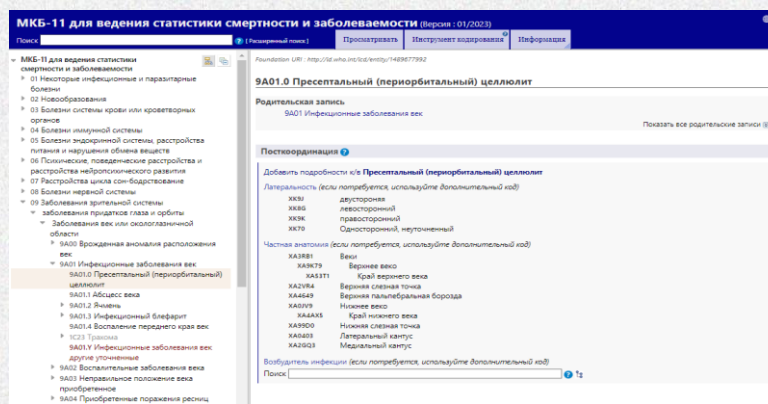 МКБ-11 для ведения статистики смертности и заболеваемости (Версия : 01/2023)
Поиск
[ Расширенный поиск ]
Просматривать
Инструмент кодирования
Информация
МКБ-11 для ведения статистики
смертности и заболеваемости
01 Некоторые инфекционные и паразитарные
болезни
02 Новообразования
03 Болезни системы крови или кроветворных
органов
04 Болезни иммунной системы
05 Болезни эндокринной системы, расстройства
питания и нарушения обмена веществ
06 Психические, поведенческие расстройства и
расстройства нейропсихического развития
07 Расстройства цикла сон-бодрствование
08 Болезни нервной системы
09 Заболевания зрительной системы
заболевания придатков глаза и орбиты
Заболевания век или окологлазничной
области
9A00 Врожденная аномалия расположения
век
9A01 Инфекционные заболевания век
9A01.0 Пресептальный (периорбитальный)
целлюлит
9A01.1 Абсцесс века
9A01.2 Ячмень
9A01.3 Инфекционный блефарит
9A01.4 Воспаление переднего края век
1C23 Трахома
9A01.Y Инфекционные заболевания век
другие уточненные
9A02 Воспалительные заболевания века
9A03 Неправильное положение века
приобретенное
9A04 Приобретенные поражения ресниц
Foundation URI : http://id.who.int/icd/entity/1489677992
9A01.0 Пресептальный (периорбитальный) целлюлит
Родительская запись
9A01 Инфекционные заболевания век
Показать все родительские записи
Посткоординация
Добавить подробности к/в Пресептальный (периорбитальный) целлюлит
Латеральность (если потребуется, используйте дополнительный код)
XK9J двусторонняя
XK8G левосторонний
XK9K правосторонний
XK70 Односторонний, неуточненный
Частная анатомия (если потребуется, используйте дополнительный код)
XA3RB1 Веки
XA9K79 Верхнее веко
XA53T1 Край верхнего века
XA2VR4 Верхняя слезная точка
XA4649 Верхняя пальпебральная борозда
XA0JV9 Нижнее веко
XA4AX5 Край нижнего века
XA99D0 Нижняя слезная точка
XA0403 Латеральный кантус
XA2GQ3 Медиальный кантус
Возбудитель инфекции (если потребуется, используйте дополнительный код)
Поиск